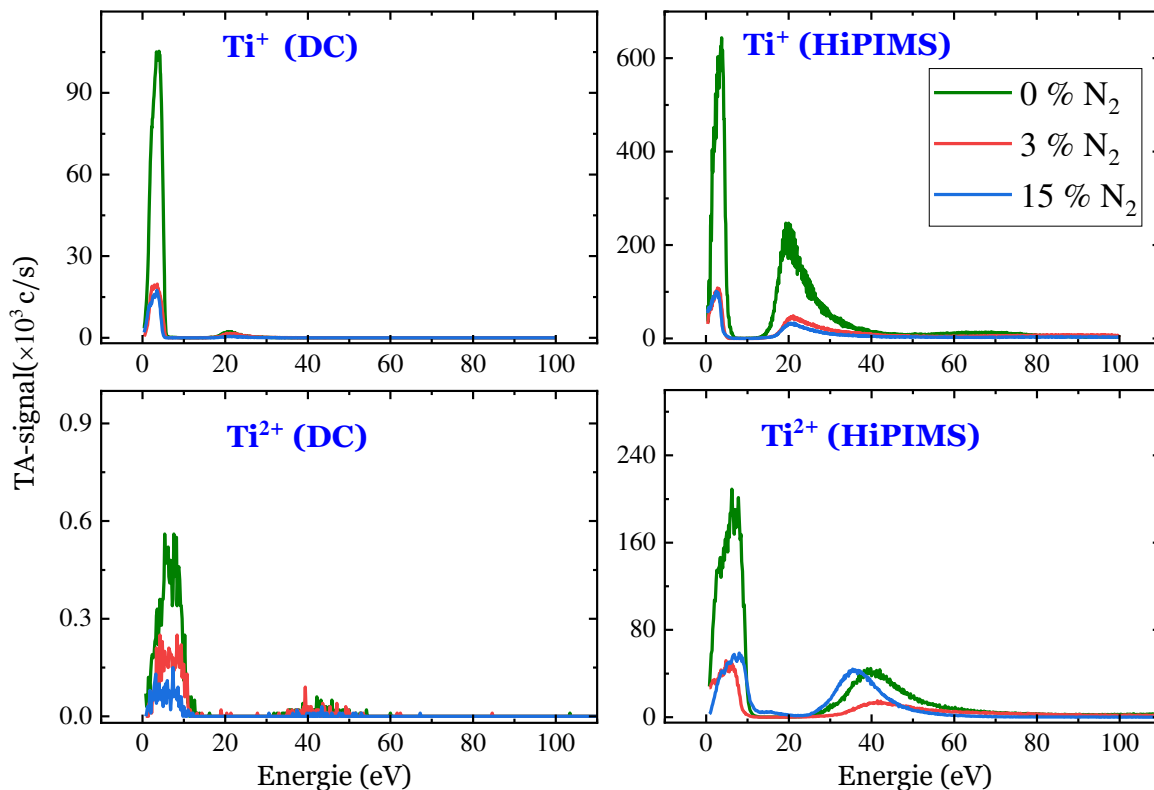 Ti⁺ (DC)
90
60
30
0
0 20 40 60 80 100
Ti⁺ (HiPIMS)
600
400
200
0
0 20 40 60 80 100
0 % N₂
3 % N₂
15 % N₂
TA-signal(×10³ c/s)
Ti²⁺ (DC)
0.9
0.6
0.3
0.0
0 20 40 60 80 100
Energie (eV)
Ti²⁺ (HiPIMS)
240
160
80
0
0 20 40 60 80 100
Energie (eV)